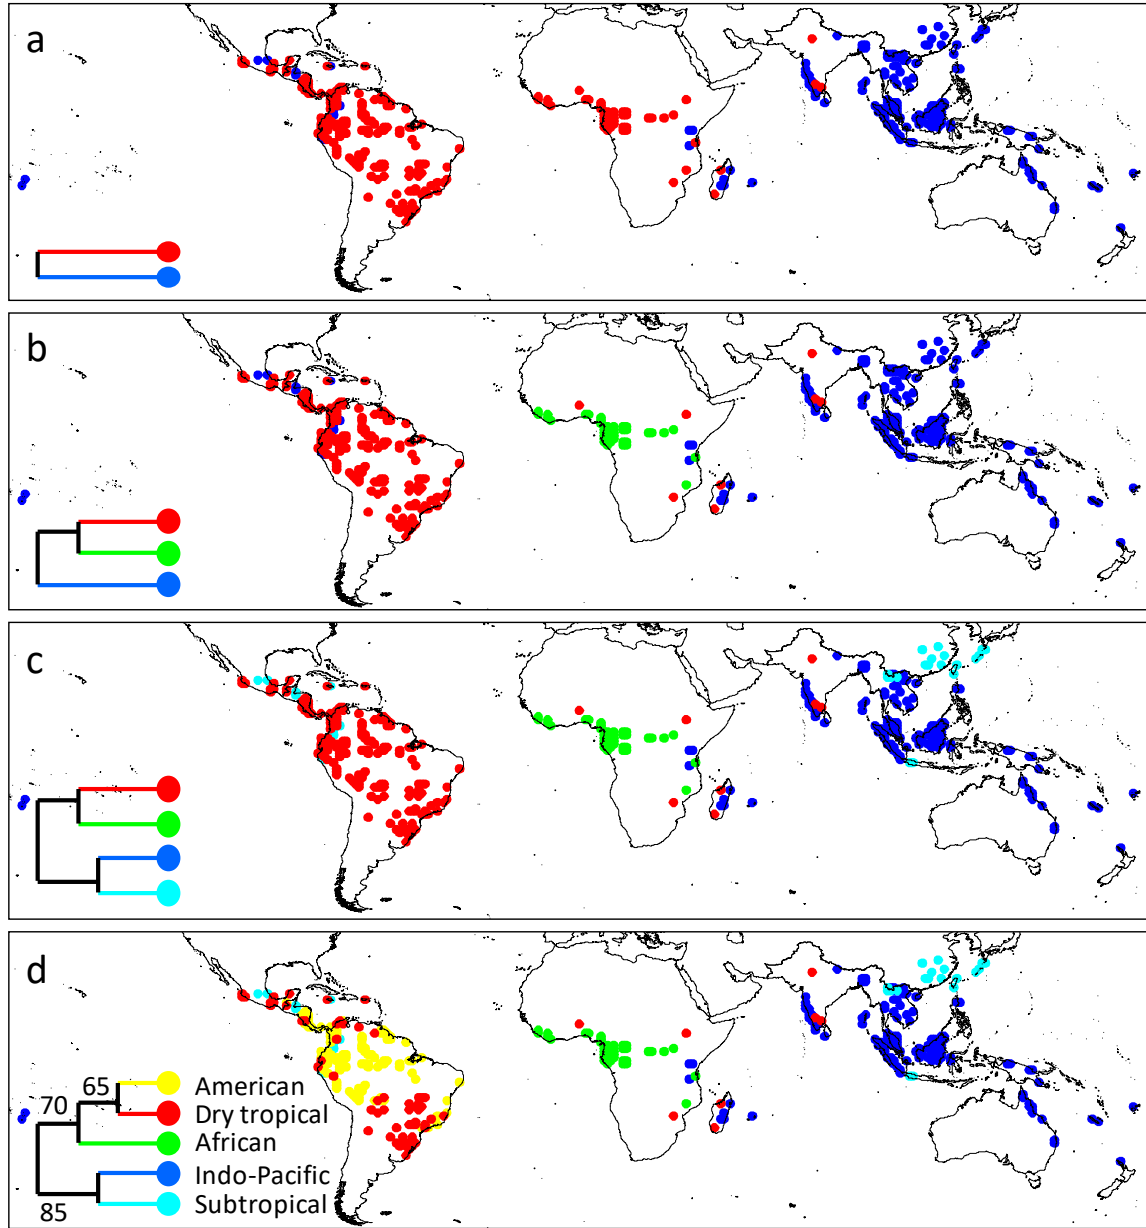 a
b
c
d
65
American
70
Dry tropical
African
Indo-Pacific
Subtropical
85